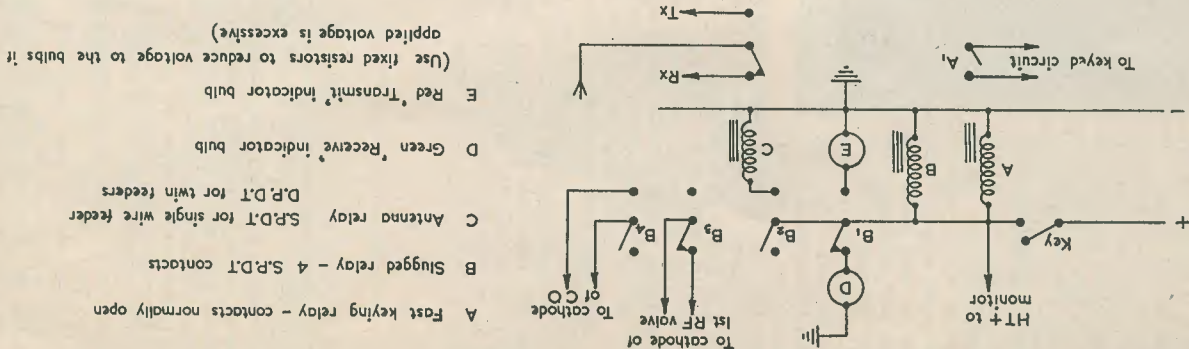 HT + to
monitor
D
To cathode of
1st RF valve
To cathode
of CO
+
Key
B₁
B₂
B₃
B₄
A
B
E
C
−
To keyed circuit
A₁
Rx
Tx
A Fast keying relay – contacts normally open
B Slugged relay – 4 S.P.D.T contacts
C Antenna relay S.P.D.T. for single wire feeder
D.P.D.T for twin feeders
D Green 'Receive' indicator bulb
E Red 'Transmit' indicator bulb
(Use fixed resistors to reduce voltage to the bulbs if
applied voltage is excessive)